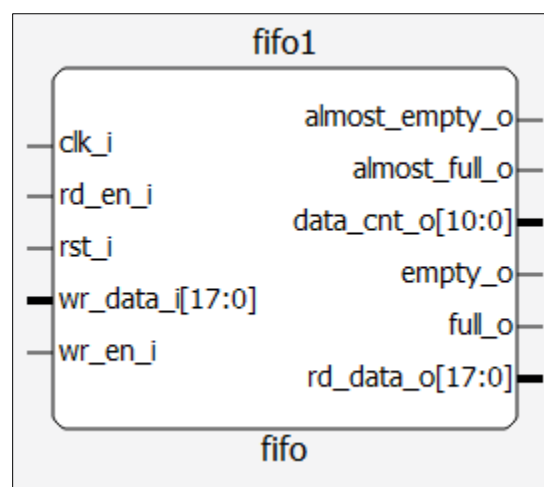 fifo1
clk_i
rd_en_i
rst_i
wr_data_i[17:0]
wr_en_i
almost_empty_o
almost_full_o
data_cnt_o[10:0]
empty_o
full_o
rd_data_o[17:0]
fifo